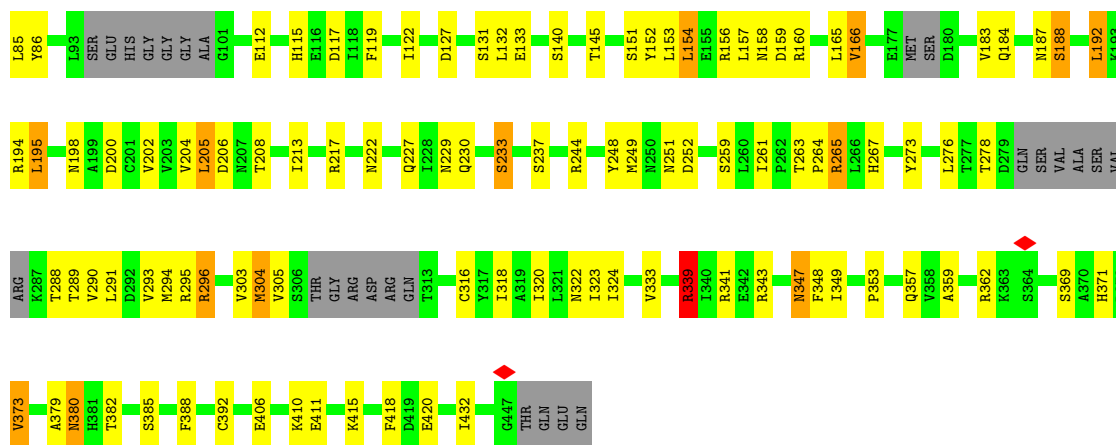 L85 Y86 L93 SER GLU HIS GLY GLY GLY ALA G101 E112 H115 E116 D117 I118 F119 I122 D127 S131 L132 E133 S140 T145 S151 Y152 L153 L154 E155 R156 L157 N158 D159 R160 L165 V166 E177 MET SER D180 V183 Q184 N187 S188 L192 K193
R194 L195 N198 A199 D200 C201 V202 V203 V204 L205 D206 N207 T208 I213 R217 N222 Q227 I228 N229 Q230 S233 S237 R244 Y248 M249 N250 N251 D252 S259 L260 I261 P262 T263 P264 R265 L266 H267 Y273 L276 T277 T278 D279 GLN SER VAL ALA SER VAL
ARG K287 T288 T289 V290 L291 D292 V293 M294 R295 R296 V303 M304 V305 S306 THR GLY ARG ASP ARG GLN T313 C316 Y317 I318 A319 I320 L321 N322 I323 I324 V333 R339 I340 R341 E342 R343 N347 F348 I349 P353 Q357 V358 A359 R362 K363 S364 S369 A370 H371
V373 A379 N380 H381 T382 S385 F388 C392 E406 K410 E411 K415 F418 D419 E420 I432 G447 THR GLN GLU GLN